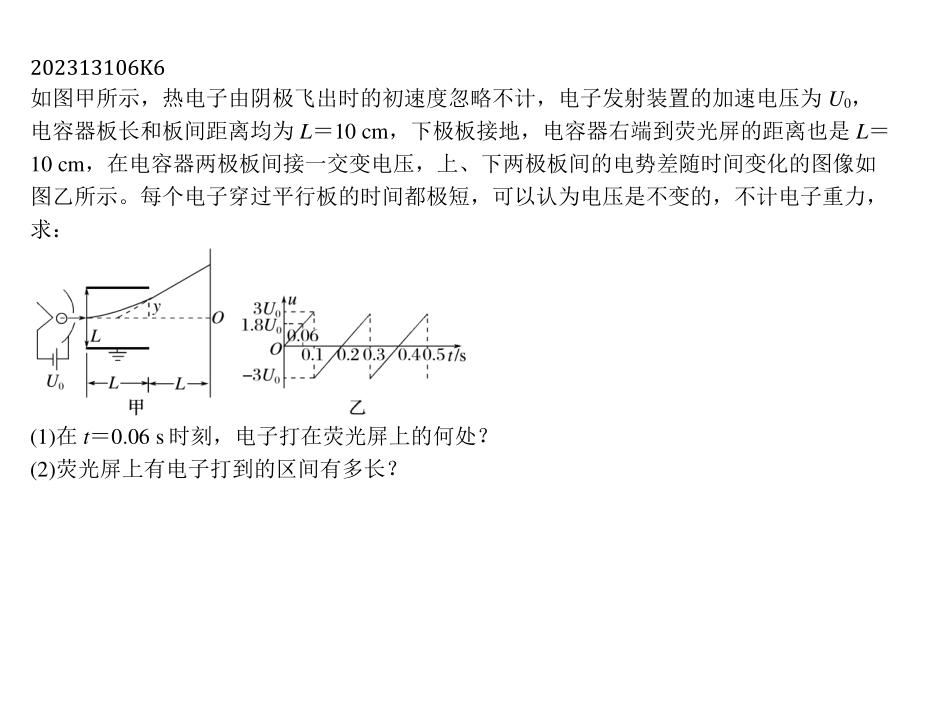 202313106K6
如图甲所示，热电子由阴极飞出时的初速度忽略不计，电子发射装置的加速电压为 U₀，
电容器板长和板间距离均为 L＝10 cm，下极板接地，电容器右端到荧光屏的距离也是 L＝
10 cm，在电容器两极板间接一交变电压，上、下两极板间的电势差随时间变化的图像如
图乙所示。每个电子穿过平行板的时间都极短，可以认为电压是不变的，不计电子重力，
求：
y
O
L
U₀
L
L
甲
u
3U₀
1.8U₀
0.06
O
0.1 0.2 0.3 0.4 0.5 t/s
−3U₀
乙
(1)在 t＝0.06 s 时刻，电子打在荧光屏上的何处？
(2)荧光屏上有电子打到的区间有多长？